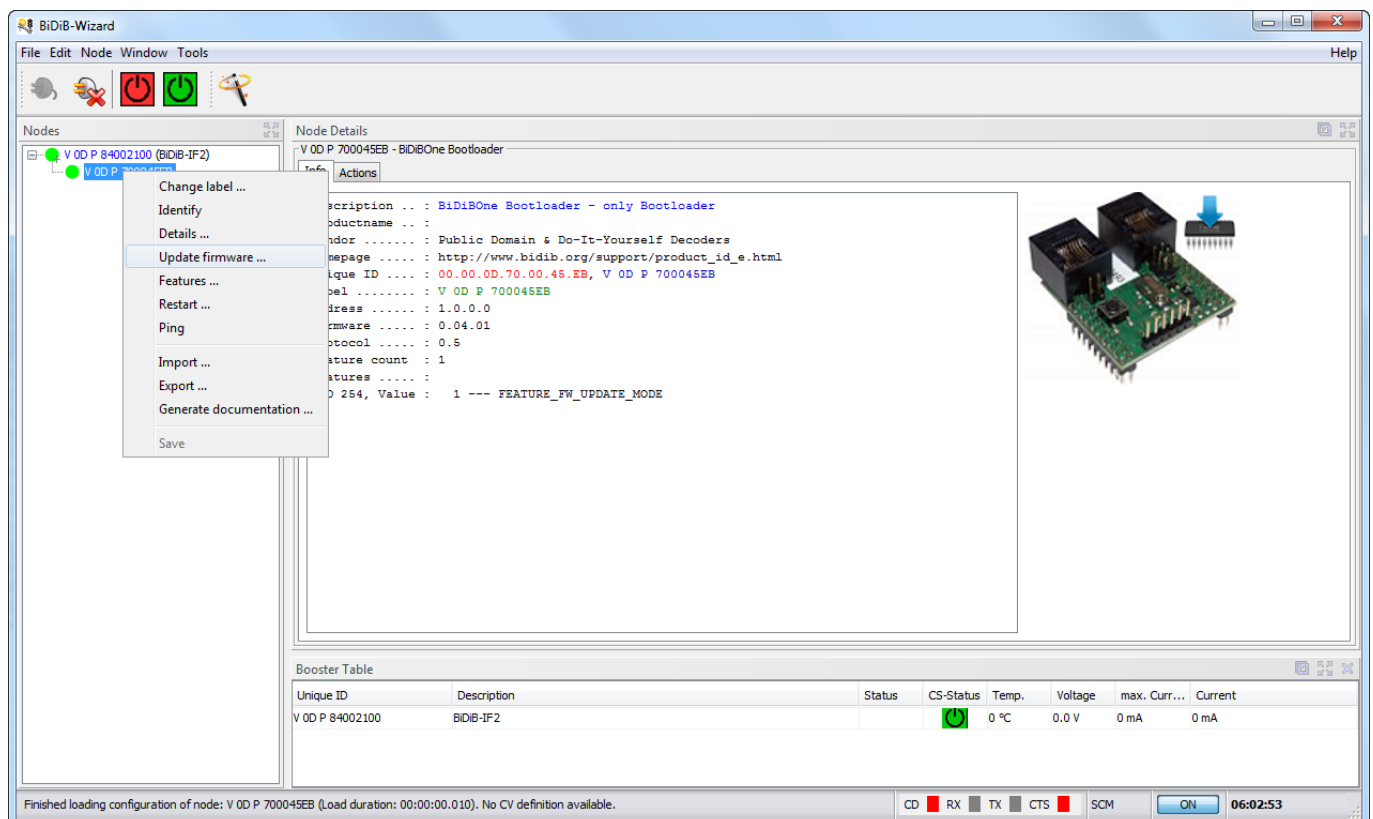 BiDiB-Wizard
File Edit Node Window Tools Help
Nodes
V 0D P 84002100 (BiDiB-IF2)
V 0D P 700045EB
Change label ...
Identify
Details ...
Update firmware ...
Features ...
Restart ...
Ping
Import ...
Export ...
Generate documentation ...
Save
Node Details
V 0D P 700045EB - BiDiBOne Bootloader
Info Actions
scription .. : BiDiBOne Bootloader - only Bootloader
oductname .. :
ndor ....... : Public Domain & Do-It-Yourself Decoders
mepage ..... : http://www.bidib.org/support/product_id_e.html
ique ID .... : 00.00.0D.70.00.45.EB, V 0D P 700045EB
bel ........ : V 0D P 700045EB
dress ...... : 1.0.0.0
rmware ..... : 0.04.01
otocol ..... : 0.5
ature count : 1
atures ..... :
D 254, Value : 1 --- FEATURE_FW_UPDATE_MODE
Booster Table
Unique ID Description Status CS-Status Temp. Voltage max. Curr... Current
V 0D P 84002100 BiDiB-IF2 0 °C 0.0 V 0 mA 0 mA
Finished loading configuration of node: V 0D P 700045EB (Load duration: 00:00:00.010). No CV definition available. CD RX TX CTS SCM ON 06:02:53